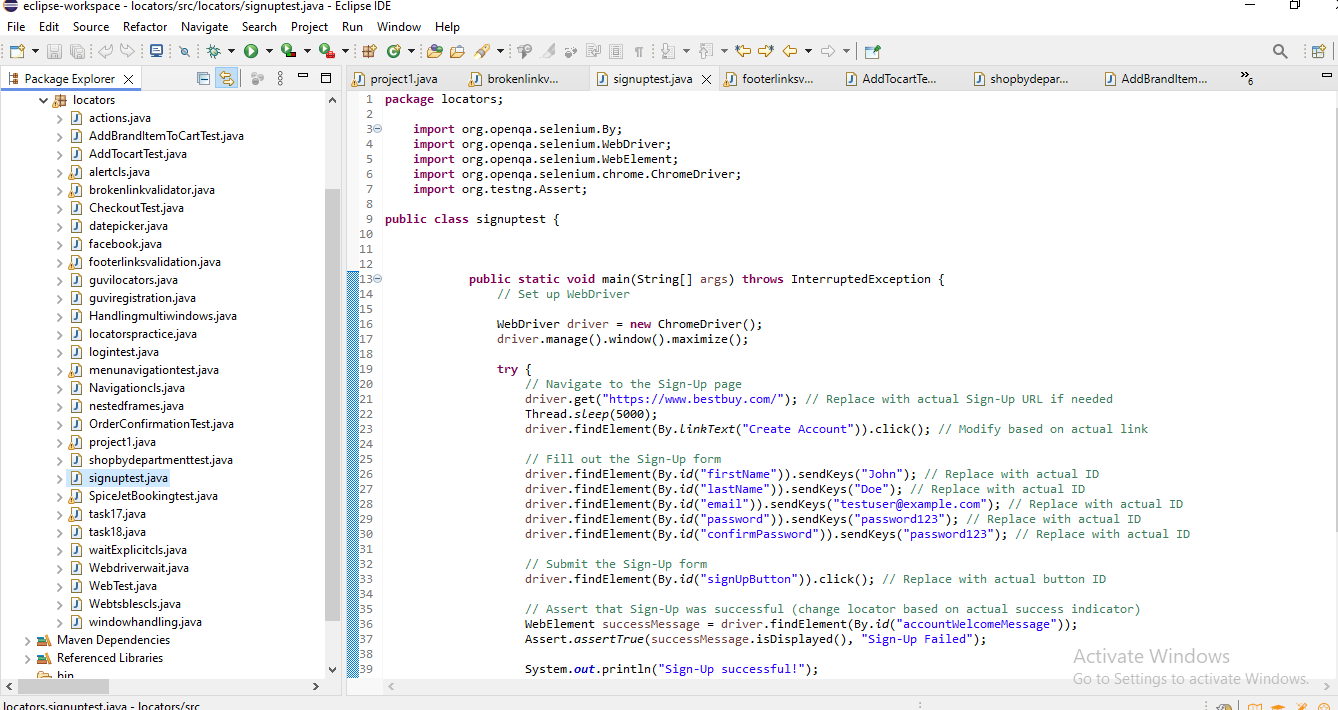 eclipse-workspace - locators/src/locators/signuptest.java - Eclipse IDE
File Edit Source Refactor Navigate Search Project Run Window Help
Package Explorer
project1.java brokenlinkv... signuptest.java footerlinksv... AddTocartTe... shopbydepar... AddBrandItem... »6
locators
actions.java
AddBrandItemToCartTest.java
AddTocartTest.java
alertcls.java
brokenlinkvalidator.java
CheckoutTest.java
datepicker.java
facebook.java
footerlinksvalidation.java
guvilocators.java
guviregistration.java
Handlingmultiwindows.java
locatorspractice.java
logintest.java
menunavigationtest.java
Navigationcls.java
nestedframes.java
OrderConfirmationTest.java
project1.java
shopbydepartmenttest.java
signuptest.java
SpiceJetBookingtest.java
task17.java
task18.java
waitExplicitcls.java
Webdriverwait.java
WebTest.java
Webtsblescls.java
windowhandling.java
Maven Dependencies
Referenced Libraries
bin
1 package locators;
2
3 import org.openqa.selenium.By;
4 import org.openqa.selenium.WebDriver;
5 import org.openqa.selenium.WebElement;
6 import org.openqa.selenium.chrome.ChromeDriver;
7 import org.testng.Assert;
8
9 public class signuptest {
10
11
12
13 public static void main(String[] args) throws InterruptedException {
14 // Set up WebDriver
15
16 WebDriver driver = new ChromeDriver();
17 driver.manage().window().maximize();
18
19 try {
20 // Navigate to the Sign-Up page
21 driver.get("https://www.bestbuy.com/"); // Replace with actual Sign-Up URL if needed
22 Thread.sleep(5000);
23 driver.findElement(By.linkText("Create Account")).click(); // Modify based on actual link
24
25 // Fill out the Sign-Up form
26 driver.findElement(By.id("firstName")).sendKeys("John"); // Replace with actual ID
27 driver.findElement(By.id("lastName")).sendKeys("Doe"); // Replace with actual ID
28 driver.findElement(By.id("email")).sendKeys("testuser@example.com"); // Replace with actual ID
29 driver.findElement(By.id("password")).sendKeys("password123"); // Replace with actual ID
30 driver.findElement(By.id("confirmPassword")).sendKeys("password123"); // Replace with actual ID
31
32 // Submit the Sign-Up form
33 driver.findElement(By.id("signUpButton")).click(); // Replace with actual button ID
34
35 // Assert that Sign-Up was successful (change locator based on actual success indicator)
36 WebElement successMessage = driver.findElement(By.id("accountWelcomeMessage"));
37 Assert.assertTrue(successMessage.isDisplayed(), "Sign-Up Failed");
38
39 System.out.println("Sign-Up successful!");
Activate Windows
Go to Settings to activate Windows.
locators.signuptest.java - locators/src